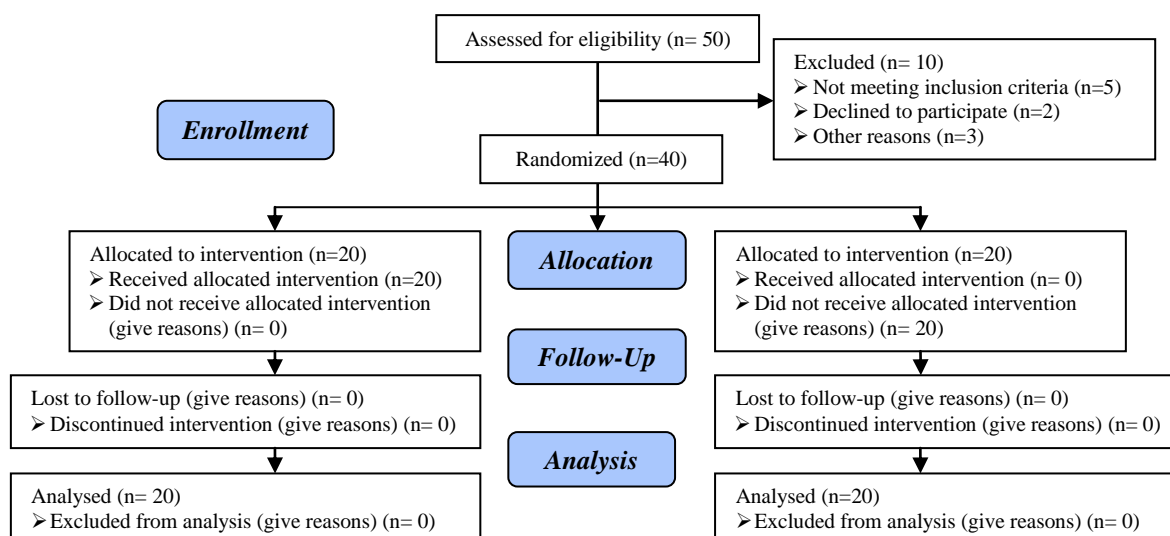 Assessed for eligibility (n= 50)
Excluded (n= 10)
➢ Not meeting inclusion criteria (n=5)
➢ Declined to participate (n=2)
➢ Other reasons (n=3)
Enrollment
Randomized (n=40)
Allocated to intervention (n=20)
➢ Received allocated intervention (n=20)
➢ Did not receive allocated intervention
(give reasons) (n= 0)
Allocation
Allocated to intervention (n=20)
➢ Received allocated intervention (n= 0)
➢ Did not receive allocated intervention
(give reasons) (n= 20)
Follow-Up
Lost to follow-up (give reasons) (n= 0)
➢ Discontinued intervention (give reasons) (n= 0)
Lost to follow-up (give reasons) (n= 0)
➢ Discontinued intervention (give reasons) (n= 0)
Analysis
Analysed (n= 20)
➢ Excluded from analysis (give reasons) (n= 0)
Analysed (n=20)
➢ Excluded from analysis (give reasons) (n= 0)